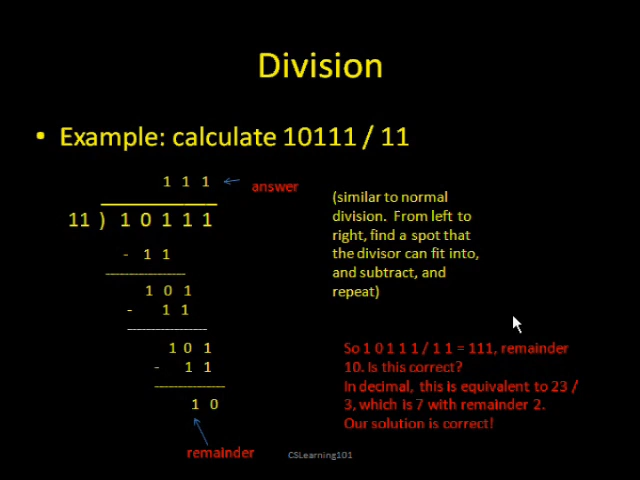 Division
• Example: calculate 10111 / 11
1 1 1
answer
11 ) 1 0 1 1 1
- 1 1
1 0 1
- 1 1
1 0 1
- 1 1
1 0
remainder
(similar to normal
division. From left to
right, find a spot that
the divisor can fit into,
and subtract, and
repeat)
So 1 0 1 1 1 / 1 1 = 111, remainder
10. Is this correct?
In decimal, this is equivalent to 23 /
3, which is 7 with remainder 2.
Our solution is correct!
CSLearning101